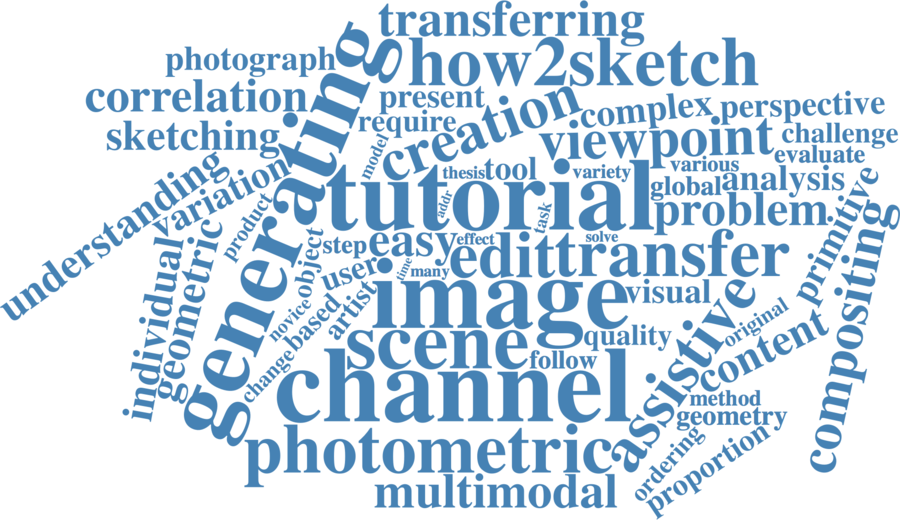 transferring
photograph
how2sketch
correlation
present
creation
complex
perspective
sketching
require
viewpoint
challenge
generating
model
thesis
tool
various
evaluate
understanding
variation
tutorial
variety
global
analysis
addr
task
problem
primitive
product
step
easy
effect
solve
individual
geometric
object
user
time
many
edittransfer
compositing
novice
based
artist
image
visual
assistive
original
change
scene
follow
quality
content
channel
method
geometry
photometric
ordering
proportion
multimodal